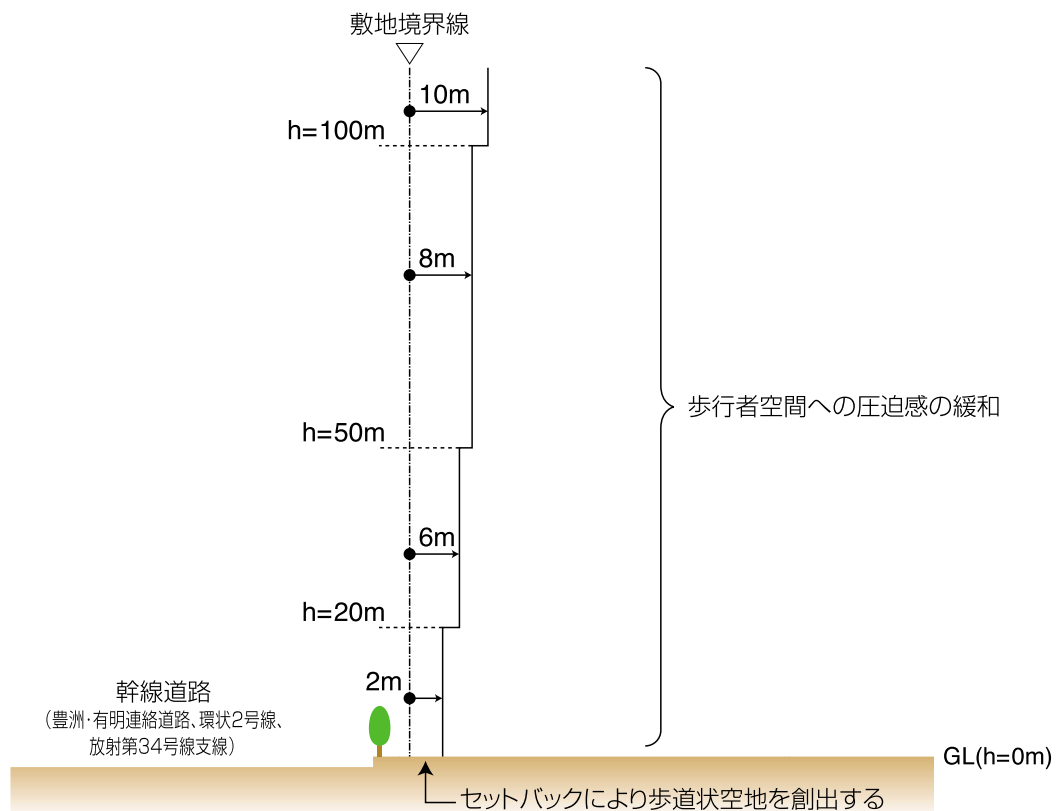 敷地境界線
10m
h=100m
8m
h=50m
6m
h=20m
2m
幹線道路
（豊洲・有明連絡道路、環状2号線、
放射第34号線支線）
歩行者空間への圧迫感の緩和
GL(h=0m)
セットバックにより歩道状空地を創出する